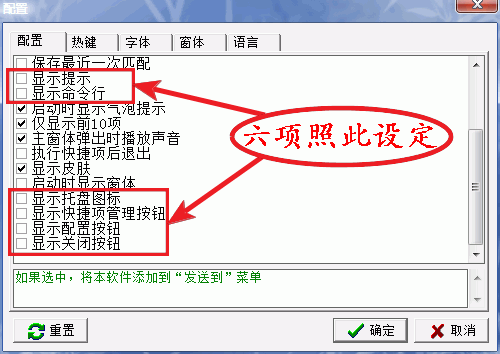 配置
配置 热键 字体 窗体 语言
保存最近一次匹配
显示提示
显示命令行
启动时显示气泡提示
仅显示前10项
主窗体弹出时播放声音
执行快捷项后退出
显示皮肤
启动时显示窗体
显示托盘图标
显示快捷项管理按钮
显示配置按钮
显示关闭按钮
六项照此设定
如果选中，将本软件添加到“发送到”菜单
重置 确定 取消